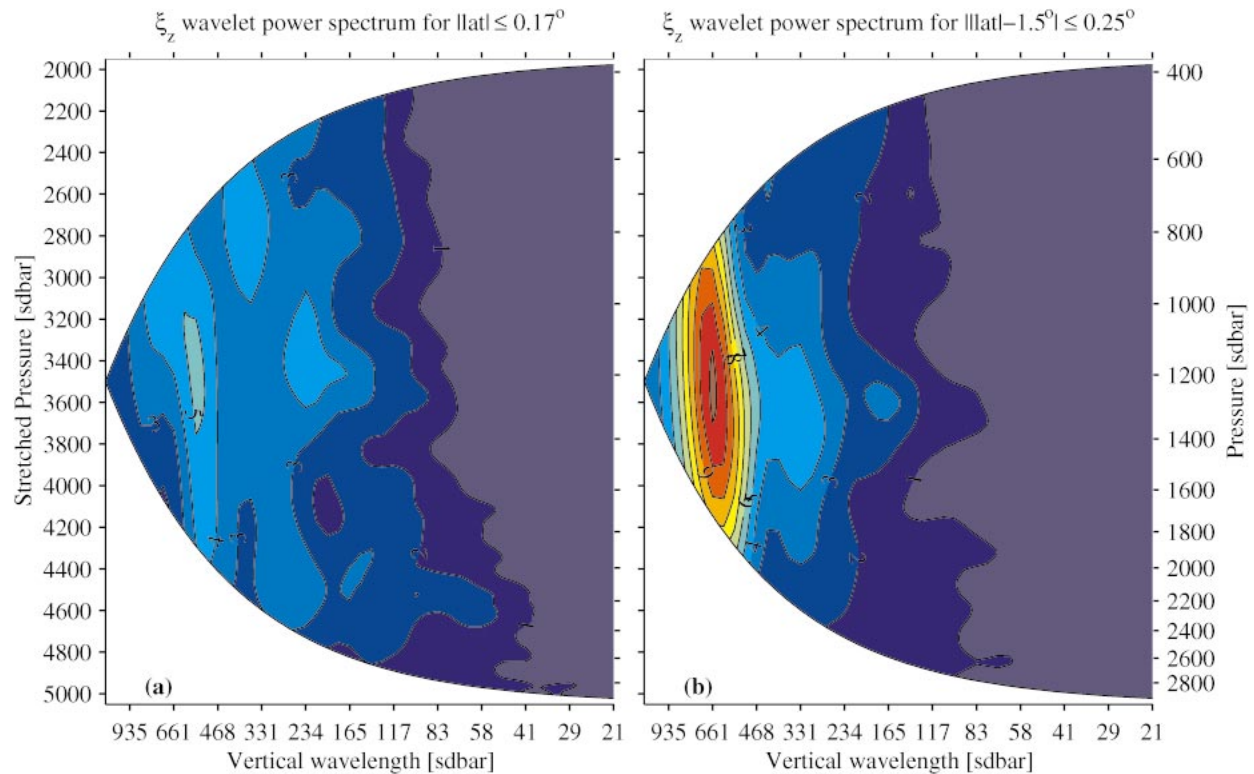 ξz wavelet power spectrum for |lat| ≤ 0.17°
ξz wavelet power spectrum for ||lat|−1.5°| ≤ 0.25°
Stretched Pressure [sdbar]
2000
2200
2400
2600
2800
3000
3200
3400
3600
3800
4000
4200
4400
4600
4800
5000
(a)
935 661 468 331 234 165 117 83 58 41 29 21
Vertical wavelength [sdbar]
(b)
935 661 468 331 234 165 117 83 58 41 29 21
Vertical wavelength [sdbar]
400
600
800
1000
1200
1400
1600
1800
2000
2200
2400
2600
2800
Pressure [sdbar]